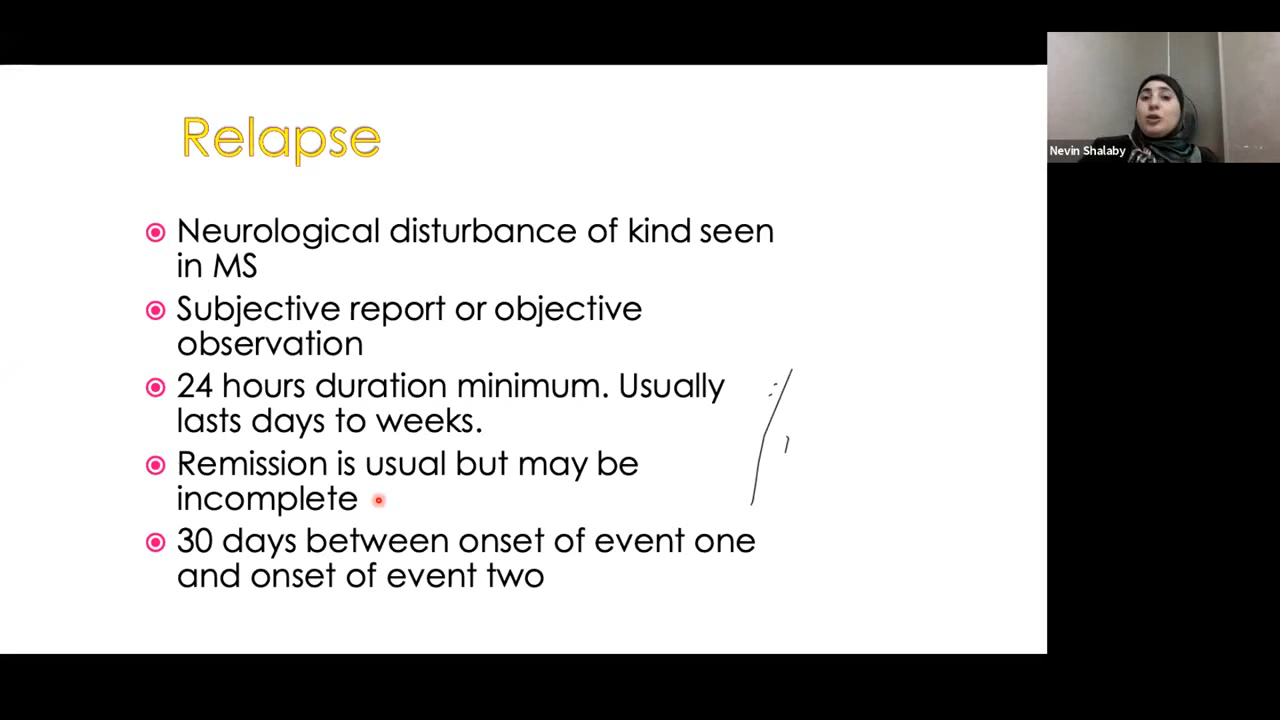 Relapse
Neurological disturbance of kind seen
in MS
Subjective report or objective
observation
24 hours duration minimum. Usually
lasts days to weeks.
Remission is usual but may be
incomplete
30 days between onset of event one
and onset of event two
Nevin Shalaby